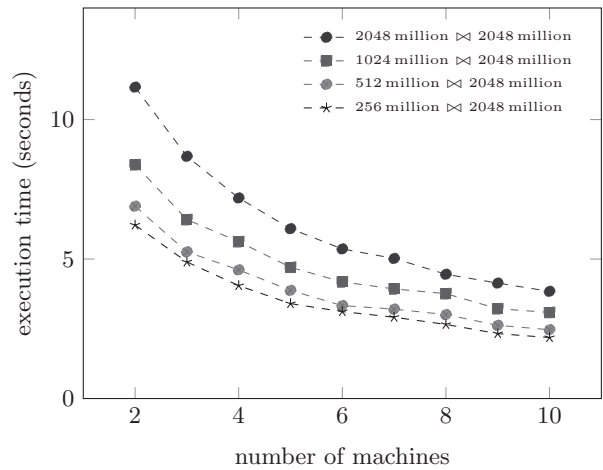 2048 million ⋈ 2048 million
1024 million ⋈ 2048 million
512 million ⋈ 2048 million
256 million ⋈ 2048 million
execution time (seconds)
10
5
0
2 4 6 8 10
number of machines